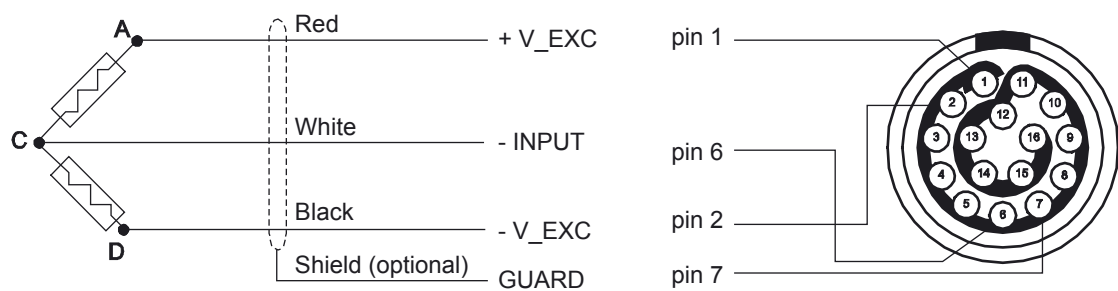 A Red + V_EXC pin 1
C White - INPUT pin 6
pin 2
D Black - V_EXC
Shield (optional) GUARD pin 7
1 11
2 10
12
3 13 16 9
4 14 15 8
5 7
6